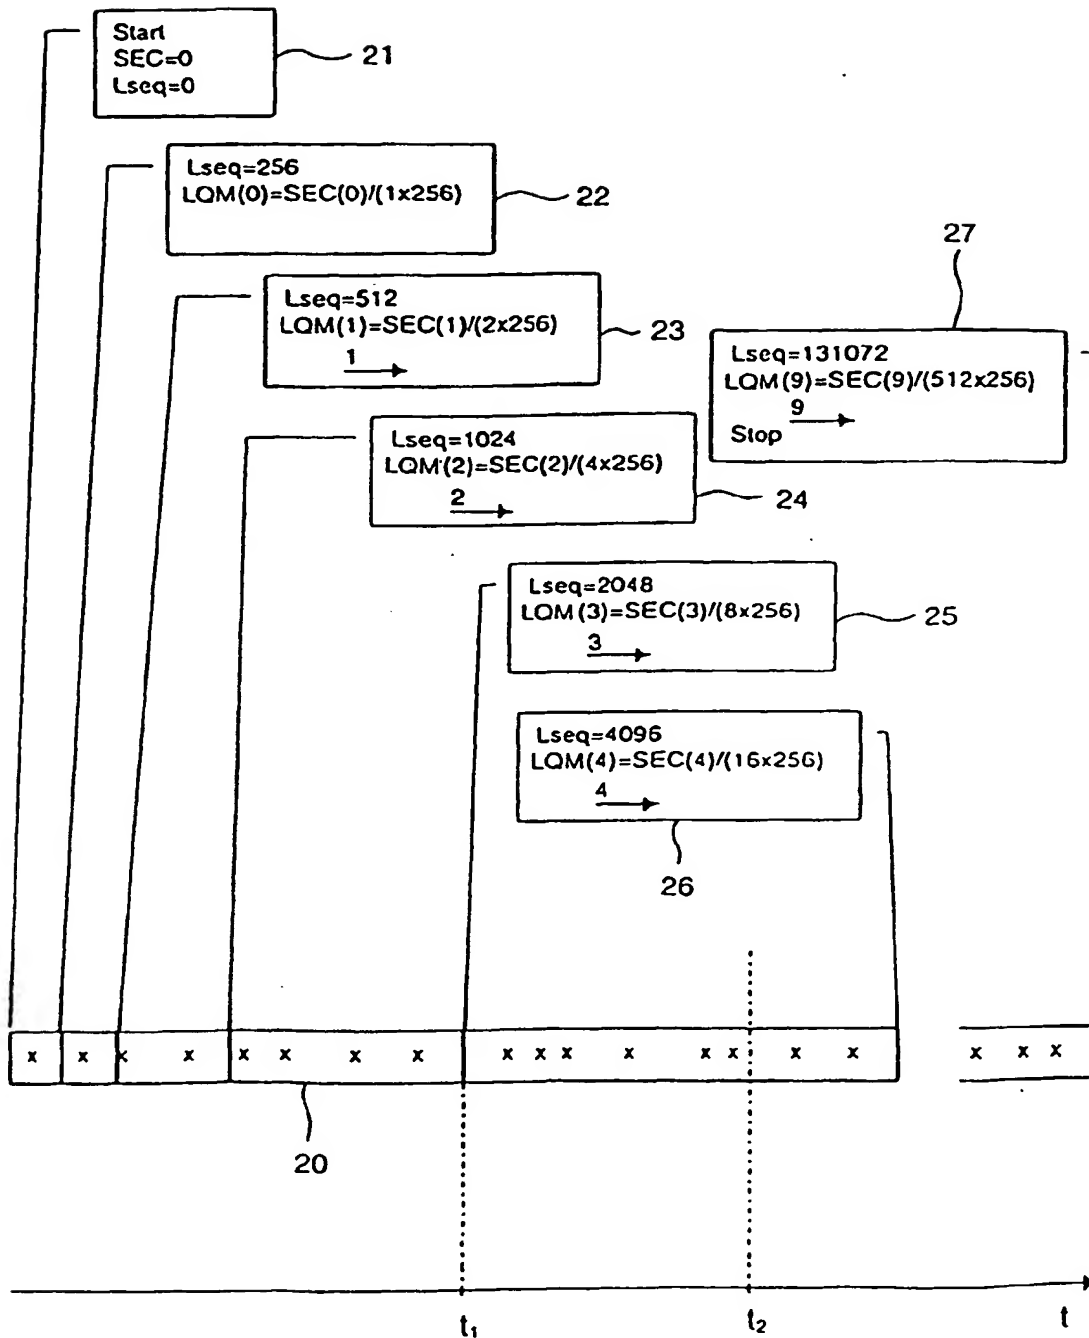 Start
SEC=0
Lseq=0
21
Lseq=256
LQM(0)=SEC(0)/(1x256)
22
27
Lseq=512
LQM(1)=SEC(1)/(2x256)
1
23
Lseq=131072
LQM(9)=SEC(9)/(512x256)
9
Stop
Lseq=1024
LQM(2)=SEC(2)/(4x256)
2
24
Lseq=2048
LQM(3)=SEC(3)/(8x256)
3
25
Lseq=4096
LQM(4)=SEC(4)/(16x256)
4
26
x x x x x x x x x x x x x x x x x x x
20
t₁ t₂ t